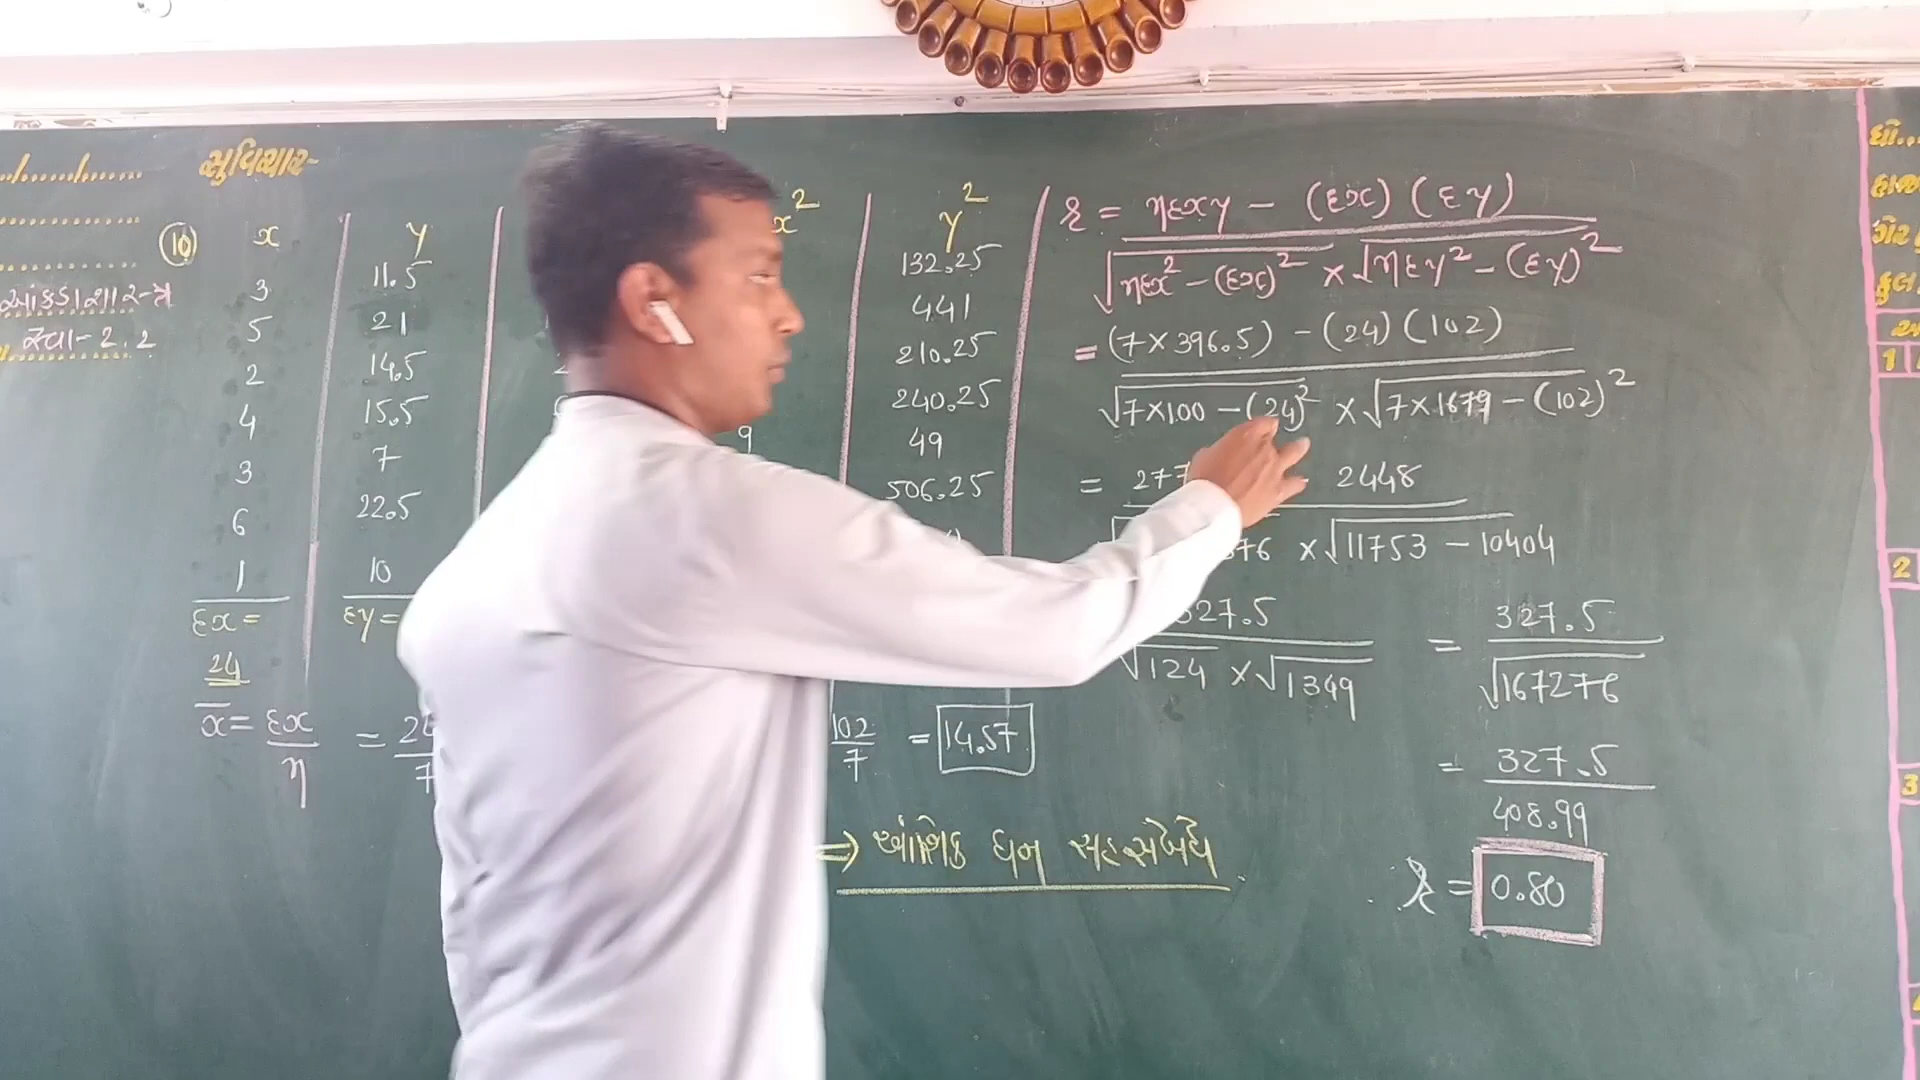 સુવિચાર-
આંકડાશાસ્ત્ર
સ્વા-2.2
10 x y x² y²
3 11.5 132.25
5 21 441
2 14.5 210.25
4 15.5 240.25
3 7 9 49
6 22.5 506.25
1 10
Σx = Σy =
24
x̄ = Σx/n = 102/7 = 14.57
⇒ આંશિક ધન સહસંબંધ
r = nΣxy - (Σx)(Σy) / √nΣx² - (Σx)² × √nΣy² - (Σy)²
= (7×396.5) - (24)(102) / √7×100 - (24)² × √7×1679 - (102)²
= 2448 / × √11753 - 10404
327.5 / √124 × √1349 = 327.5 / √167276
= 327.5 / 408.99
r = 0.80
1
2
3